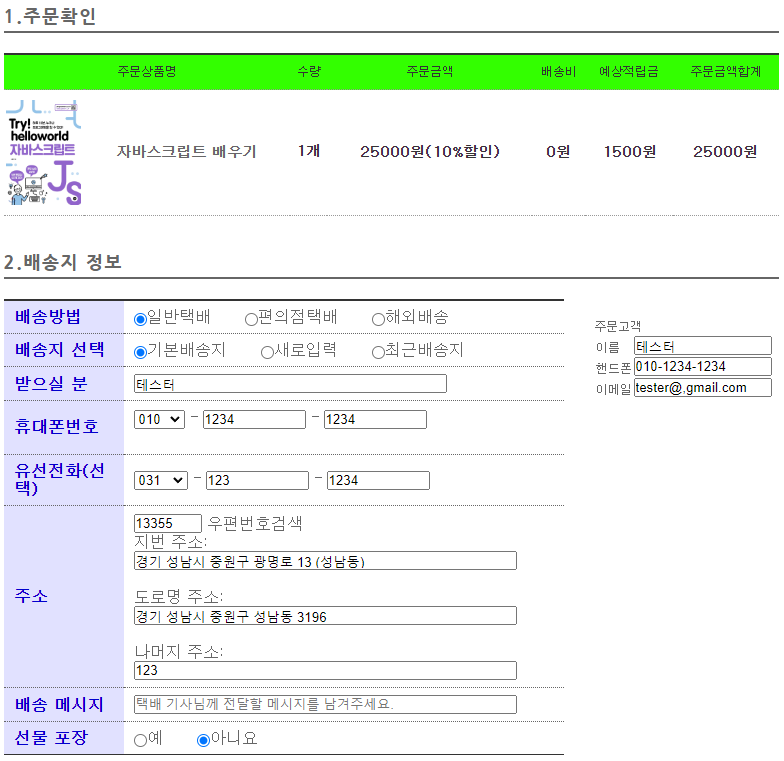 1.주문확인
주문상품명 수량 주문금액 배송비 예상적립금 주문금액합계
Try!
helloworld
자바스크립트
JS
자바스크립트 배우기 1개 25000원(10%할인) 0원 1500원 25000원
2.배송지 정보
배송방법 일반택배 편의점택배 해외배송
배송지 선택 기본배송지 새로입력 최근배송지
받으실 분 테스터
휴대폰번호 010 - 1234 - 1234
유선전화(선
택) 031 - 123 - 1234
주소
13355 우편번호검색
지번 주소:
경기 성남시 중원구 광명로 13 (성남동)
도로명 주소:
경기 성남시 중원구 성남동 3196
나머지 주소:
123
배송 메시지 택배 기사님께 전달할 메시지를 남겨주세요.
선물 포장 예 아니요
주문고객
이름 테스터
핸드폰 010-1234-1234
이메일 tester@,gmail.com